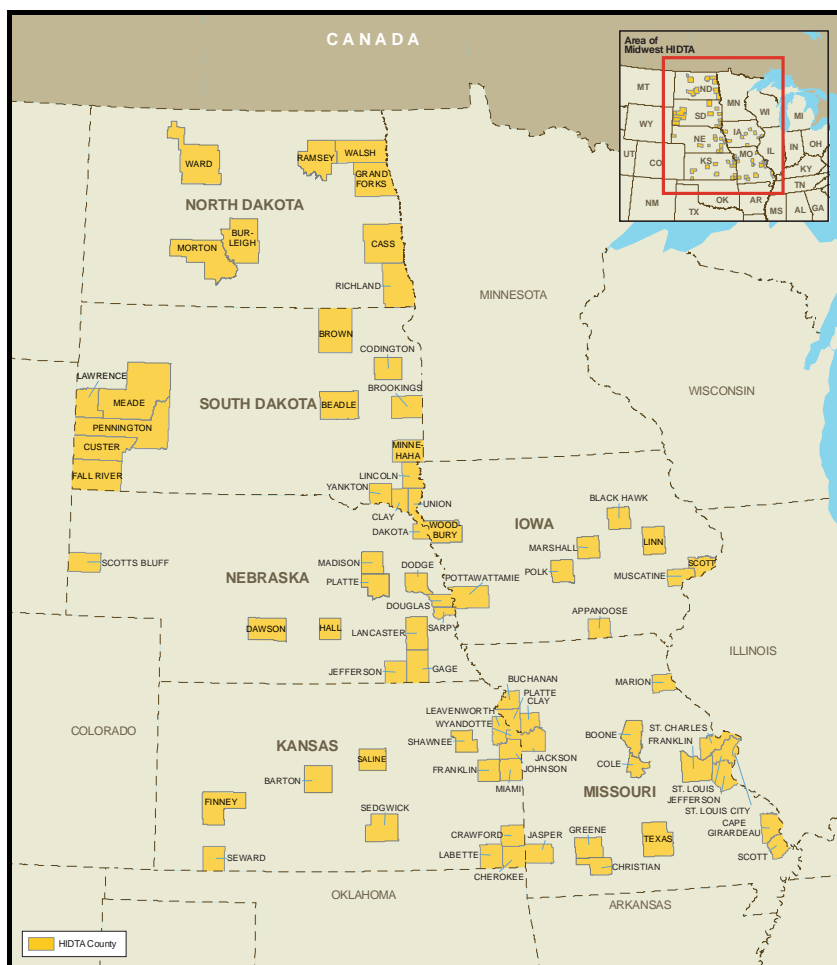 CANADA
Area of
Midwest HIDTA
MT
ND
MN
WI
MI
SD
WY
IA
NE
IL
IN
OH
UT
CO
KS
MO
KY
TN
NM
TX
OK
AR
MS
AL
GA
WARD
RAMSEY
WALSH
GRAND
FORKS
NORTH DAKOTA
BUR-
LEIGH
MORTON
CASS
RICHLAND
MINNESOTA
BROWN
CODINGTON
LAWRENCE
BROOKINGS
MEADE
SOUTH DAKOTA
BEADLE
WISCONSIN
PENNINGTON
CUSTER
MINNE-
HAHA
FALL RIVER
LINCOLN
YANKTON
UNION
CLAY
BLACK HAWK
DAKOTA
WOOD-
BURY
IOWA
LINN
MARSHALL
SCOTTS BLUFF
MADISON
DODGE
POLK
SCOTT
NEBRASKA
PLATTE
POTTAWATTAMIE
MUSCATINE
DOUGLAS
APPANOOSE
SARPY
DAWSON
HALL
LANCASTER
ILLINOIS
JEFFERSON
GAGE
BUCHANAN
MARION
PLATTE
CLAY
LEAVENWORTH
WYANDOTTE
COLORADO
SHAWNEE
BOONE
ST. CHARLES
FRANKLIN
KANSAS
SALINE
JACKSON
COLE
FRANKLIN
JOHNSON
BARTON
MIAMI
MISSOURI
ST. LOUIS
JEFFERSON
ST. LOUIS CITY
FINNEY
SEDGWICK
CAPE
GIRARDEAU
CRAWFORD
JASPER
GREENE
TEXAS
LABETTE
SEWARD
CHEROKEE
CHRISTIAN
SCOTT
OKLAHOMA
ARKANSAS
HIDTA County